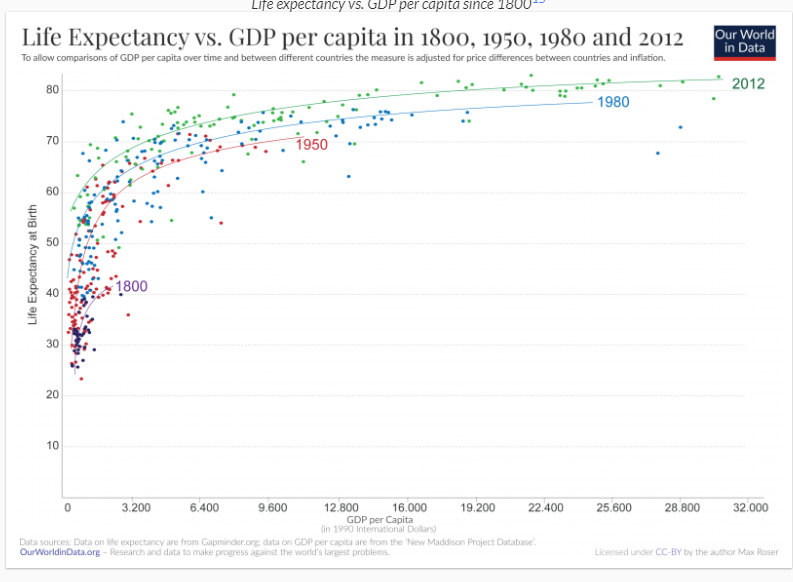 Life expectancy vs. GDP per capita since 1800¹³
Life Expectancy vs. GDP per capita in 1800, 1950, 1980 and 2012
Our World
in Data
To allow comparisons of GDP per capita over time and between different countries the measure is adjusted for price differences between countries and inflation.
80
70
60
50
40
30
20
10
Life Expectancy at Birth
2012
1980
1950
1800
0 3.200 6.400 9.600 12.800 16.000 19.200 22.400 25.600 28.800 32.000
GDP per Capita
(in 1990 International Dollars)
Data sources: Data on life expectancy are from Gapminder.org; data on GDP per capita are from the 'New Maddison Project Database'.
OurWorldinData.org – Research and data to make progress against the world's largest problems.
Licensed under CC-BY by the author Max Roser